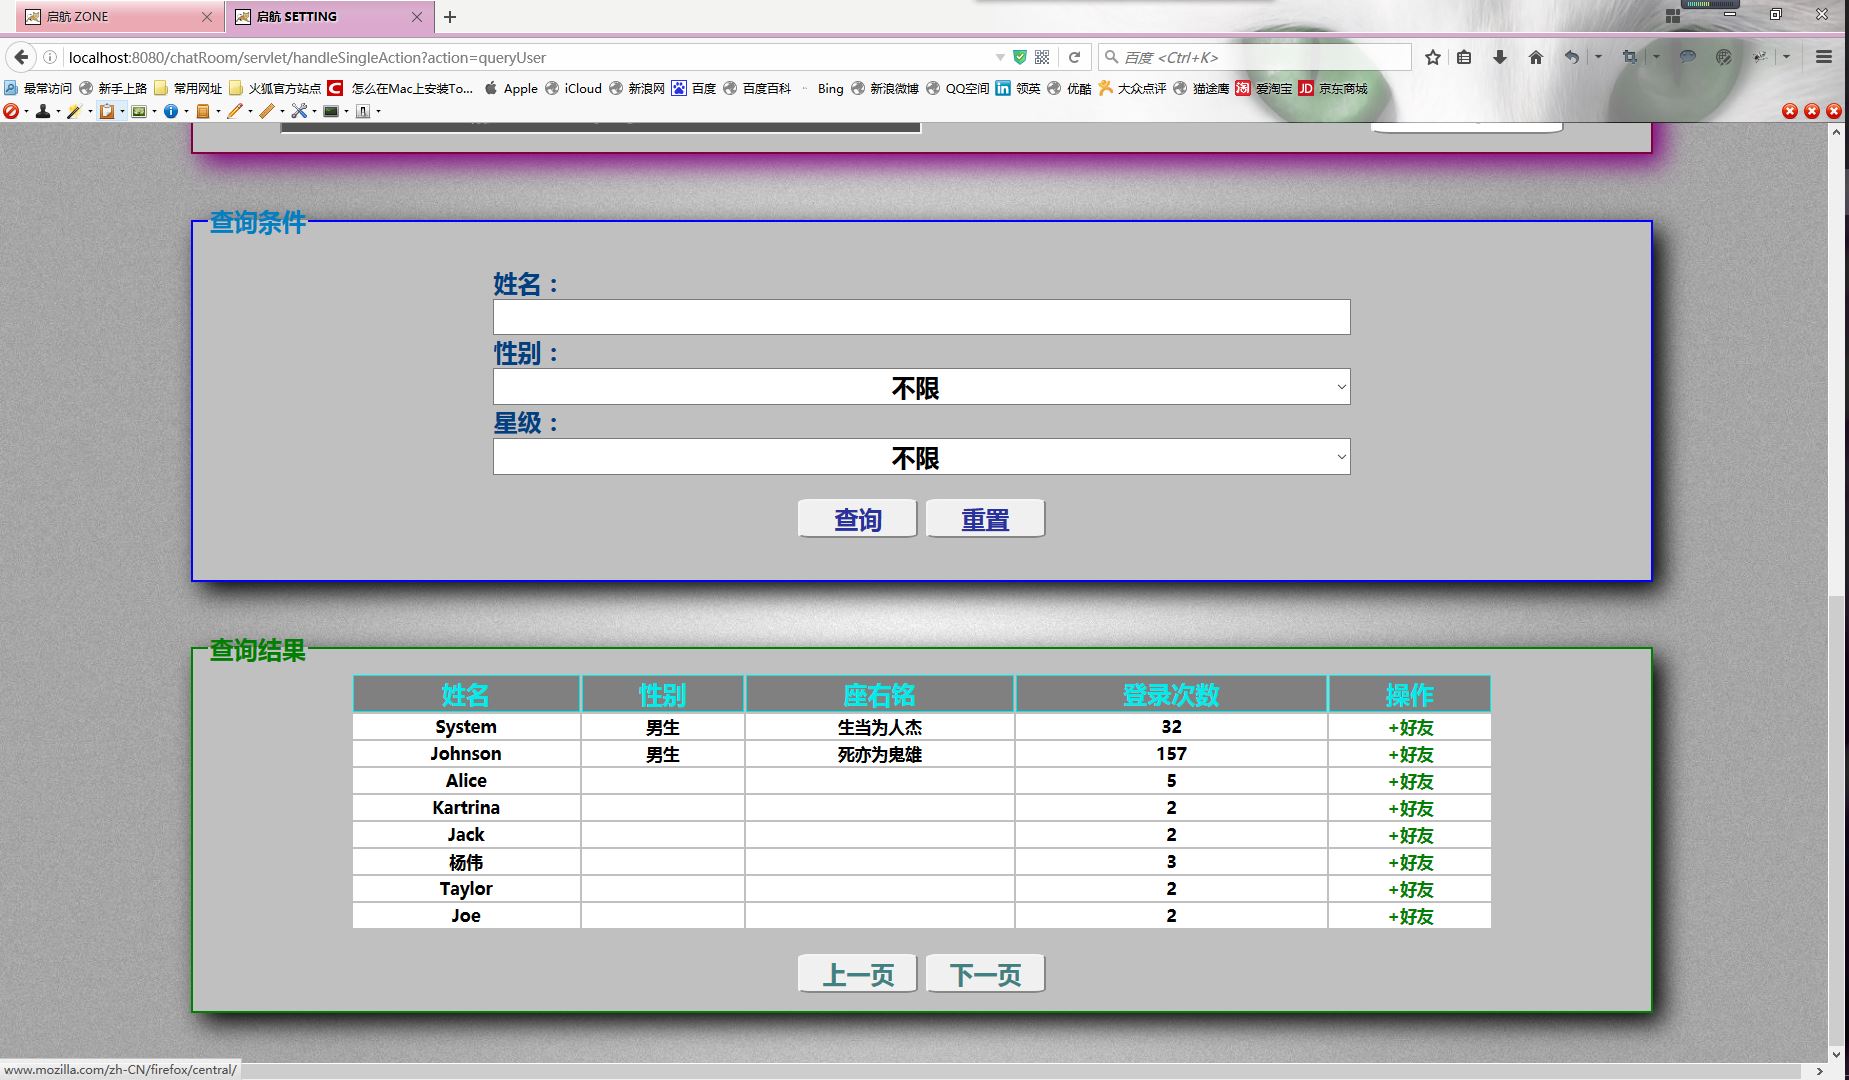 启航 ZONE
启航 SETTING
localhost:8080/chatRoom/servlet/handleSingleAction?action=queryUser
百度 <Ctrl+K>
最常访问 新手上路 常用网址 火狐官方站点 怎么在Mac上安装To... Apple iCloud 新浪网 百度 百度百科 Bing 新浪微博 QQ空间 领英 优酷 大众点评 猫途鹰 爱淘宝 京东商城
查询条件
姓名：
性别：
不限
星级：
不限
查询 重置
查询结果
姓名 性别 座右铭 登录次数 操作
System 男生 生当为人杰 32 +好友
Johnson 男生 死亦为鬼雄 157 +好友
Alice 5 +好友
Kartrina 2 +好友
Jack 2 +好友
杨伟 3 +好友
Taylor 2 +好友
Joe 2 +好友
上一页 下一页
www.mozilla.com/zh-CN/firefox/central/